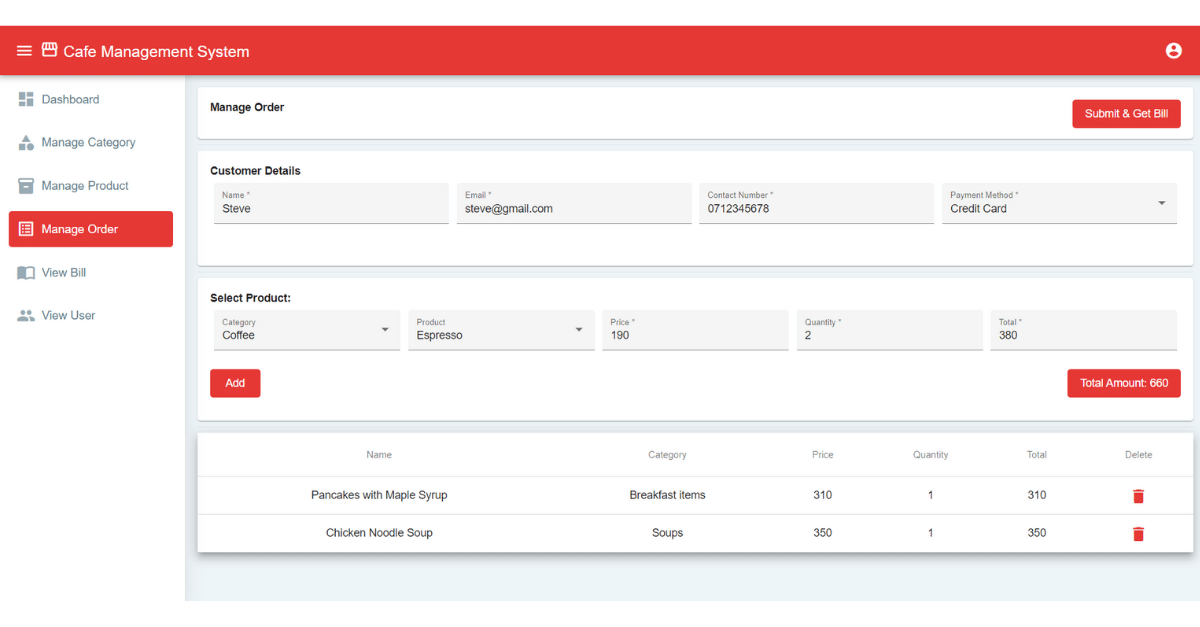 Cafe Management System
Dashboard
Manage Category
Manage Product
Manage Order
View Bill
View User
Manage Order
Submit & Get Bill
Customer Details
Name * Email * Contact Number * Payment Method *
Steve steve@gmail.com 0712345678 Credit Card
Select Product:
Category Product Price * Quantity * Total *
Coffee Espresso 190 2 380
Add Total Amount: 660
Name Category Price Quantity Total Delete
Pancakes with Maple Syrup Breakfast items 310 1 310
Chicken Noodle Soup Soups 350 1 350